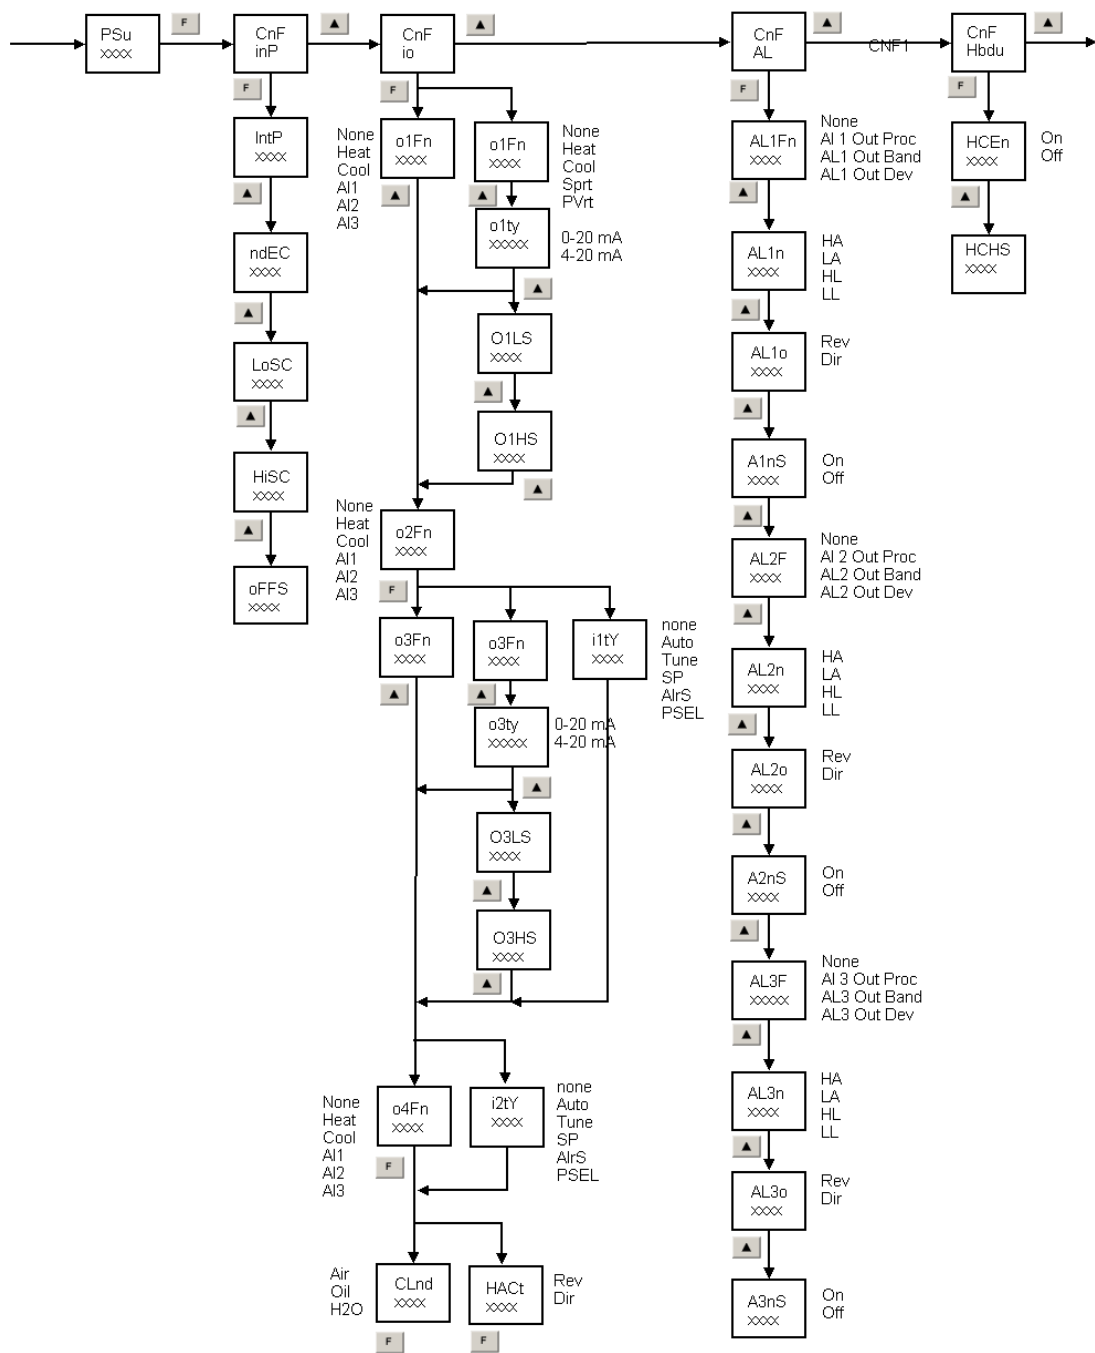 PSu
xxxx
F
CnF
inP
▲
CnF
io
▲
CnF
AL
▲
CNF1
CnF
Hbdu
▲
F
IntP
xxxx
▲
ndEC
xxxx
▲
LoSC
xxxx
▲
HiSC
xxxx
▲
oFFS
xxxx
F
None
Heat
Cool
AI1
AI2
AI3
o1Fn
xxxx
▲
o1Fn
xxxx
None
Heat
Cool
Sprt
PVrt
▲
o1ty
xxxxx
0-20 mA
4-20 mA
▲
O1LS
xxxx
▲
O1HS
xxxx
▲
None
Heat
Cool
AI1
AI2
AI3
o2Fn
xxxx
F
o3Fn
xxxx
▲
o3Fn
xxxx
▲
o3ty
xxxxx
0-20 mA
4-20 mA
▲
O3LS
xxxx
▲
O3HS
xxxx
▲
i1tY
xxxx
none
Auto
Tune
SP
AlrS
PSEL
None
Heat
Cool
AI1
AI2
AI3
o4Fn
xxxx
F
i2tY
xxxx
none
Auto
Tune
SP
AlrS
PSEL
Air
Oil
H2O
CLnd
xxxx
F
HACt
xxxx
Rev
Dir
F
F
AL1Fn
xxxx
None
Al 1 Out Proc
AL1 Out Band
AL1 Out Dev
▲
AL1n
xxxx
HA
LA
HL
LL
▲
AL1o
xxxx
Rev
Dir
▲
A1nS
xxxx
On
Off
▲
AL2F
xxxx
None
Al 2 Out Proc
AL2 Out Band
AL2 Out Dev
▲
AL2n
xxxx
HA
LA
HL
LL
▲
AL2o
xxxx
Rev
Dir
▲
A2nS
xxxx
On
Off
▲
AL3F
xxxxx
None
Al 3 Out Proc
AL3 Out Band
AL3 Out Dev
▲
AL3n
xxxx
HA
LA
HL
LL
▲
AL3o
xxxx
Rev
Dir
▲
A3nS
xxxx
On
Off
F
HCEn
xxxx
On
Off
▲
HCHS
xxxx